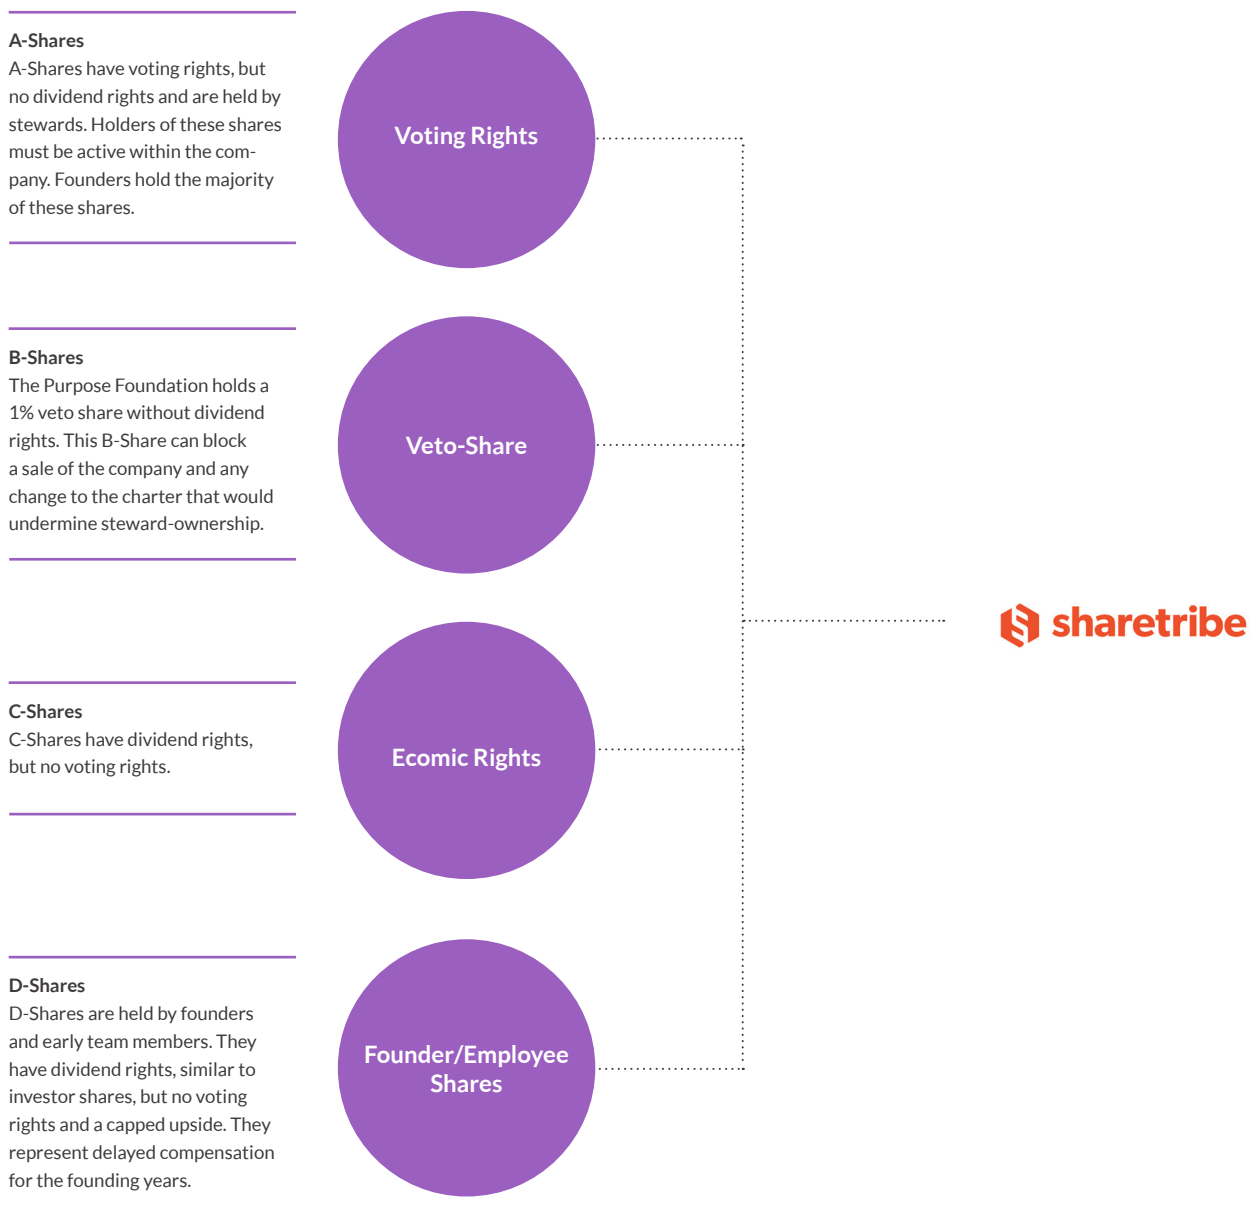 A-Shares
A-Shares have voting rights, but
no dividend rights and are held by
stewards. Holders of these shares
must be active within the com-
pany. Founders hold the majority
of these shares.
Voting Rights
B-Shares
The Purpose Foundation holds a
1% veto share without dividend
rights. This B-Share can block
a sale of the company and any
change to the charter that would
undermine steward-ownership.
Veto-Share
sharetribe
C-Shares
C-Shares have dividend rights,
but no voting rights.
Ecomic Rights
D-Shares
D-Shares are held by founders
and early team members. They
have dividend rights, similar to
investor shares, but no voting
rights and a capped upside. They
represent delayed compensation
for the founding years.
Founder/Employee
Shares